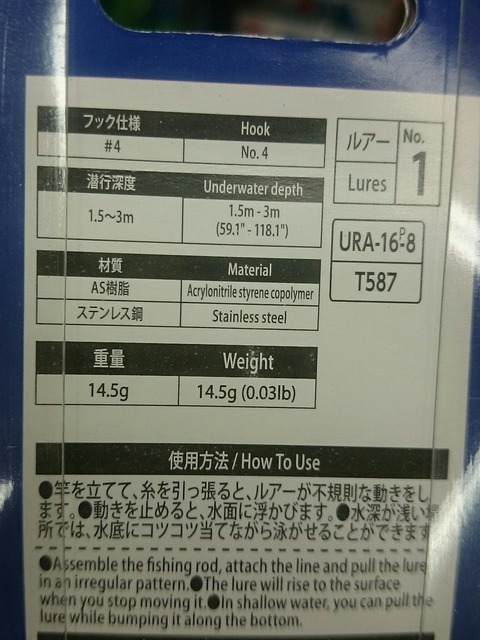 フック仕様 Hook
#4 No. 4
潜行深度 Underwater depth
1.5～3m 1.5m - 3m
(59.1" - 118.1")
材質 Material
AS樹脂 Acrylonitrile styrene copolymer
ステンレス鋼 Stainless steel
重量 Weight
14.5g 14.5g (0.03lb)
ルアー No.
Lures 1
URA-16-P-8
T587
使用方法 / How To Use
●竿を立てて、糸を引っ張ると、ルアーが不規則な動きをし
ます。●動きを止めると、水面に浮かびます。●水深が浅い場
所では、水底にコツコツ当てながら泳がせることができます
●Assemble the fishing rod, attach the line and pull the lure
in an irregular pattern.●The lure will rise to the surface
when you stop moving it.●In shallow water, you can pull the
lure while bumping it along the bottom.